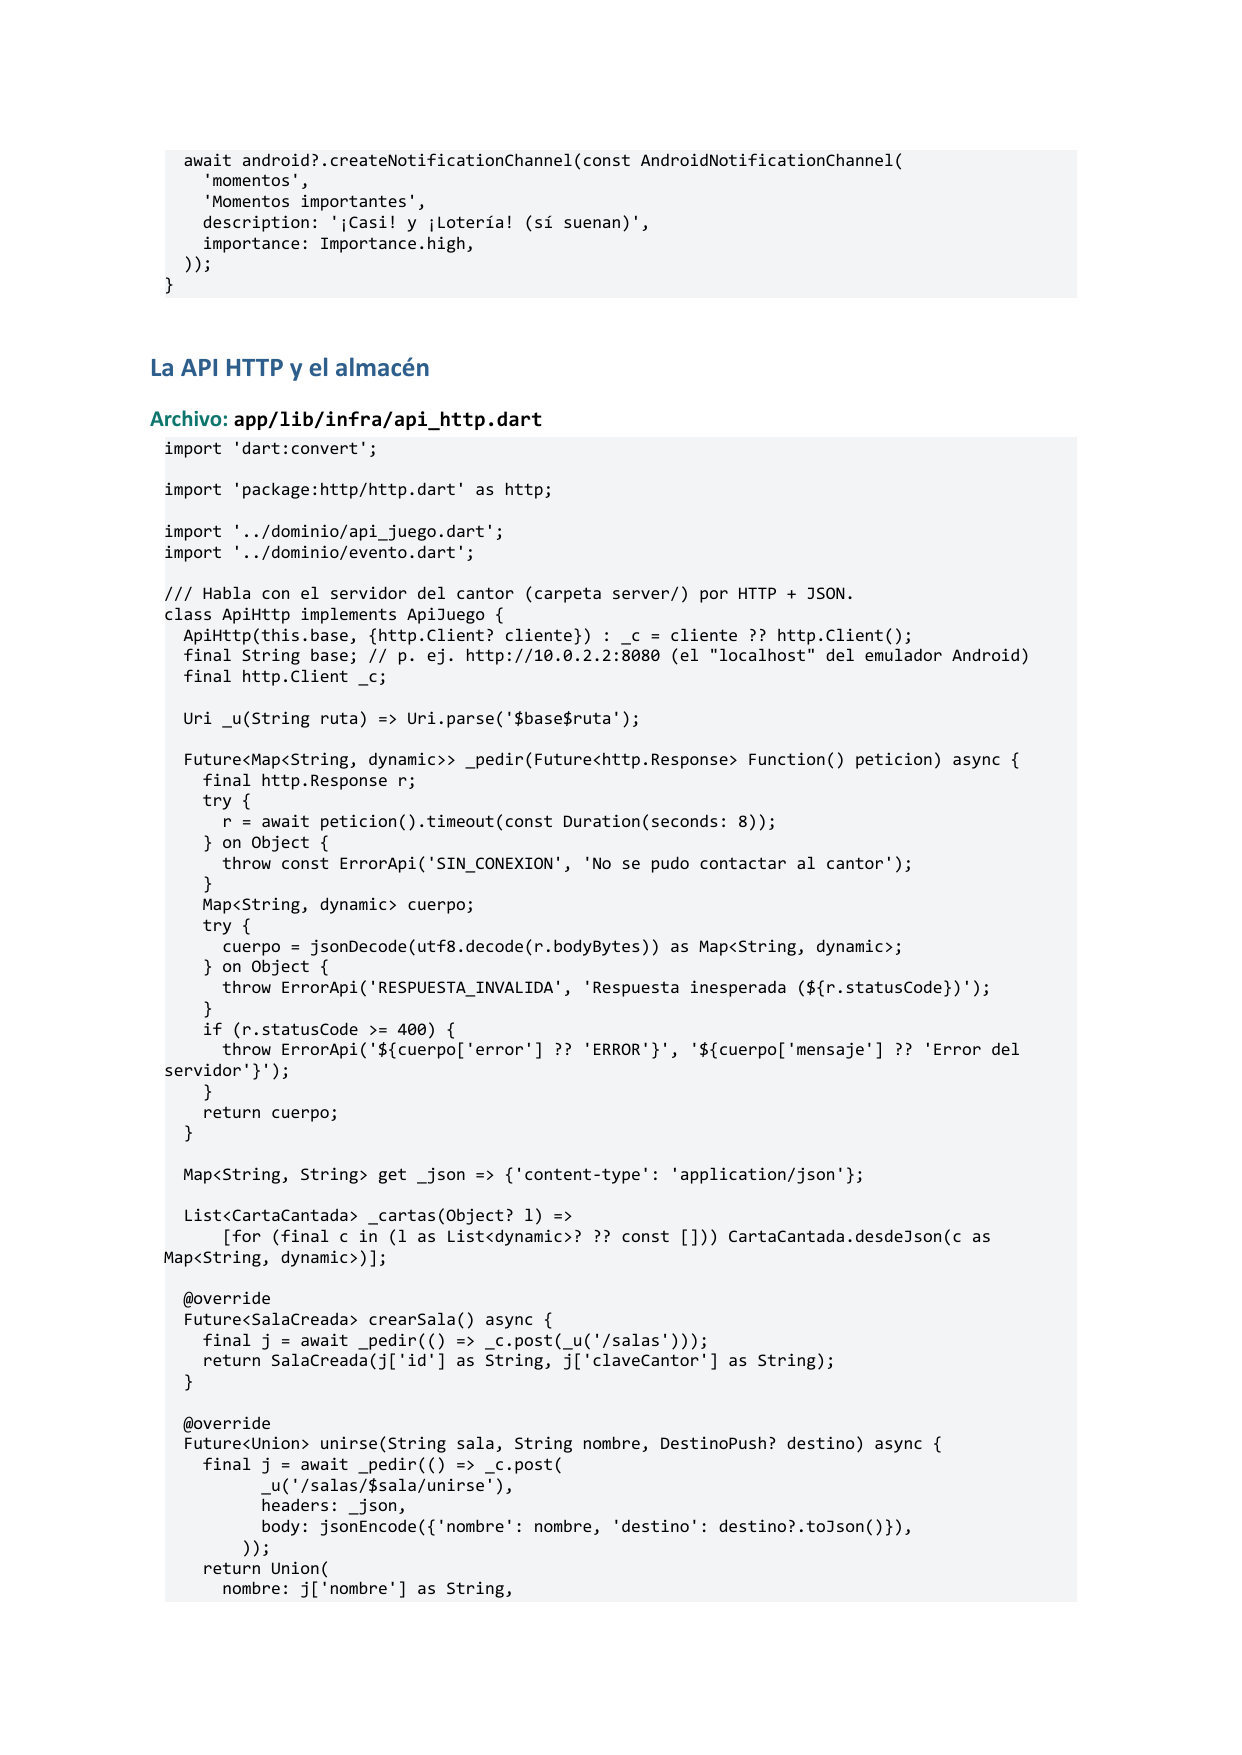 await android?.createNotificationChannel(const AndroidNotificationChannel(
    'momentos',
    'Momentos importantes',
    description: '¡Casi! y ¡Lotería! (sí suenan)',
    importance: Importance.high,
  ));
}
La API HTTP y el almacén
Archivo: app/lib/infra/api_http.dart
import 'dart:convert';

import 'package:http/http.dart' as http;

import '../dominio/api_juego.dart';
import '../dominio/evento.dart';

/// Habla con el servidor del cantor (carpeta server/) por HTTP + JSON.
class ApiHttp implements ApiJuego {
  ApiHttp(this.base, {http.Client? cliente}) : _c = cliente ?? http.Client();
  final String base; // p. ej. http://10.0.2.2:8080 (el "localhost" del emulador Android)
  final http.Client _c;

  Uri _u(String ruta) => Uri.parse('$base$ruta');

  Future<Map<String, dynamic>> _pedir(Future<http.Response> Function() peticion) async {
    final http.Response r;
    try {
      r = await peticion().timeout(const Duration(seconds: 8));
    } on Object {
      throw const ErrorApi('SIN_CONEXION', 'No se pudo contactar al cantor');
    }
    Map<String, dynamic> cuerpo;
    try {
      cuerpo = jsonDecode(utf8.decode(r.bodyBytes)) as Map<String, dynamic>;
    } on Object {
      throw ErrorApi('RESPUESTA_INVALIDA', 'Respuesta inesperada (${r.statusCode})');
    }
    if (r.statusCode >= 400) {
      throw ErrorApi('${cuerpo['error'] ?? 'ERROR'}', '${cuerpo['mensaje'] ?? 'Error del
servidor'}');
    }
    return cuerpo;
  }

  Map<String, String> get _json => {'content-type': 'application/json'};

  List<CartaCantada> _cartas(Object? l) =>
      [for (final c in (l as List<dynamic>? ?? const [])) CartaCantada.desdeJson(c as
Map<String, dynamic>)];

  @override
  Future<SalaCreada> crearSala() async {
    final j = await _pedir(() => _c.post(_u('/salas')));
    return SalaCreada(j['id'] as String, j['claveCantor'] as String);
  }

  @override
  Future<Union> unirse(String sala, String nombre, DestinoPush? destino) async {
    final j = await _pedir(() => _c.post(
          _u('/salas/$sala/unirse'),
          headers: _json,
          body: jsonEncode({'nombre': nombre, 'destino': destino?.toJson()}),
        ));
    return Union(
      nombre: j['nombre'] as String,